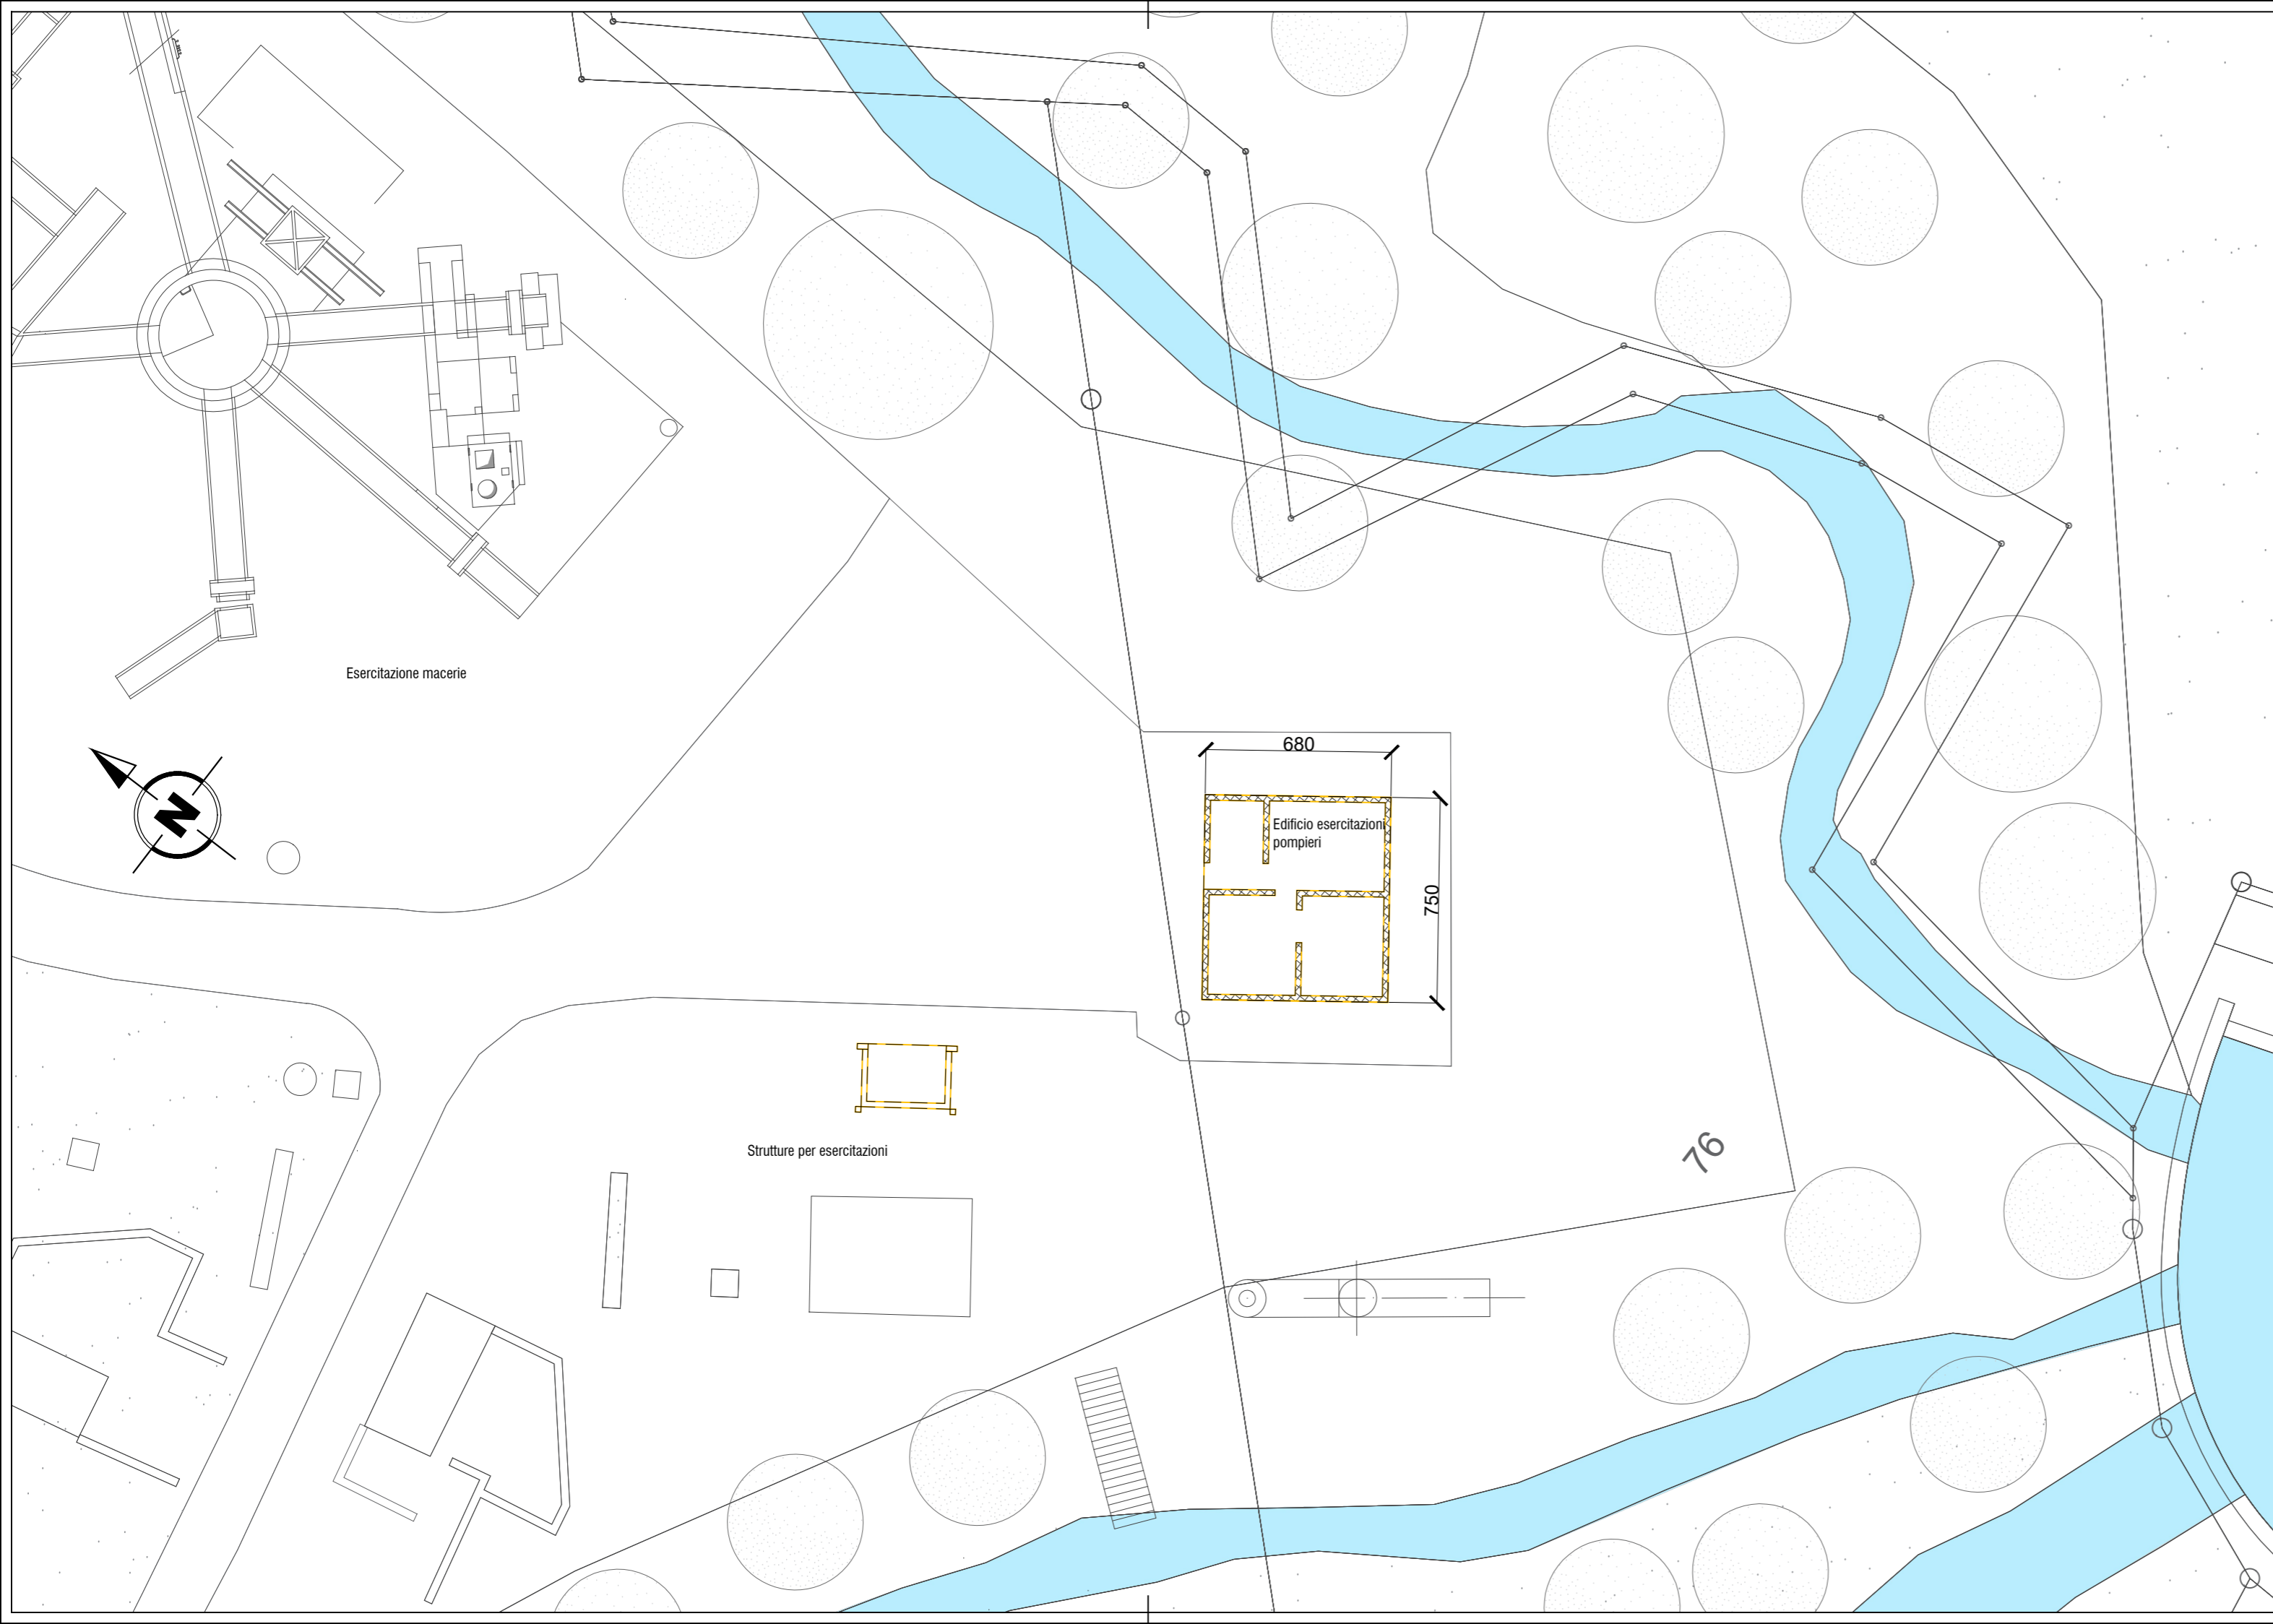 Esercitazione macerie
680
N
Edificio esercitazioni
pompieri
750
76
Strutture per esercitazioni